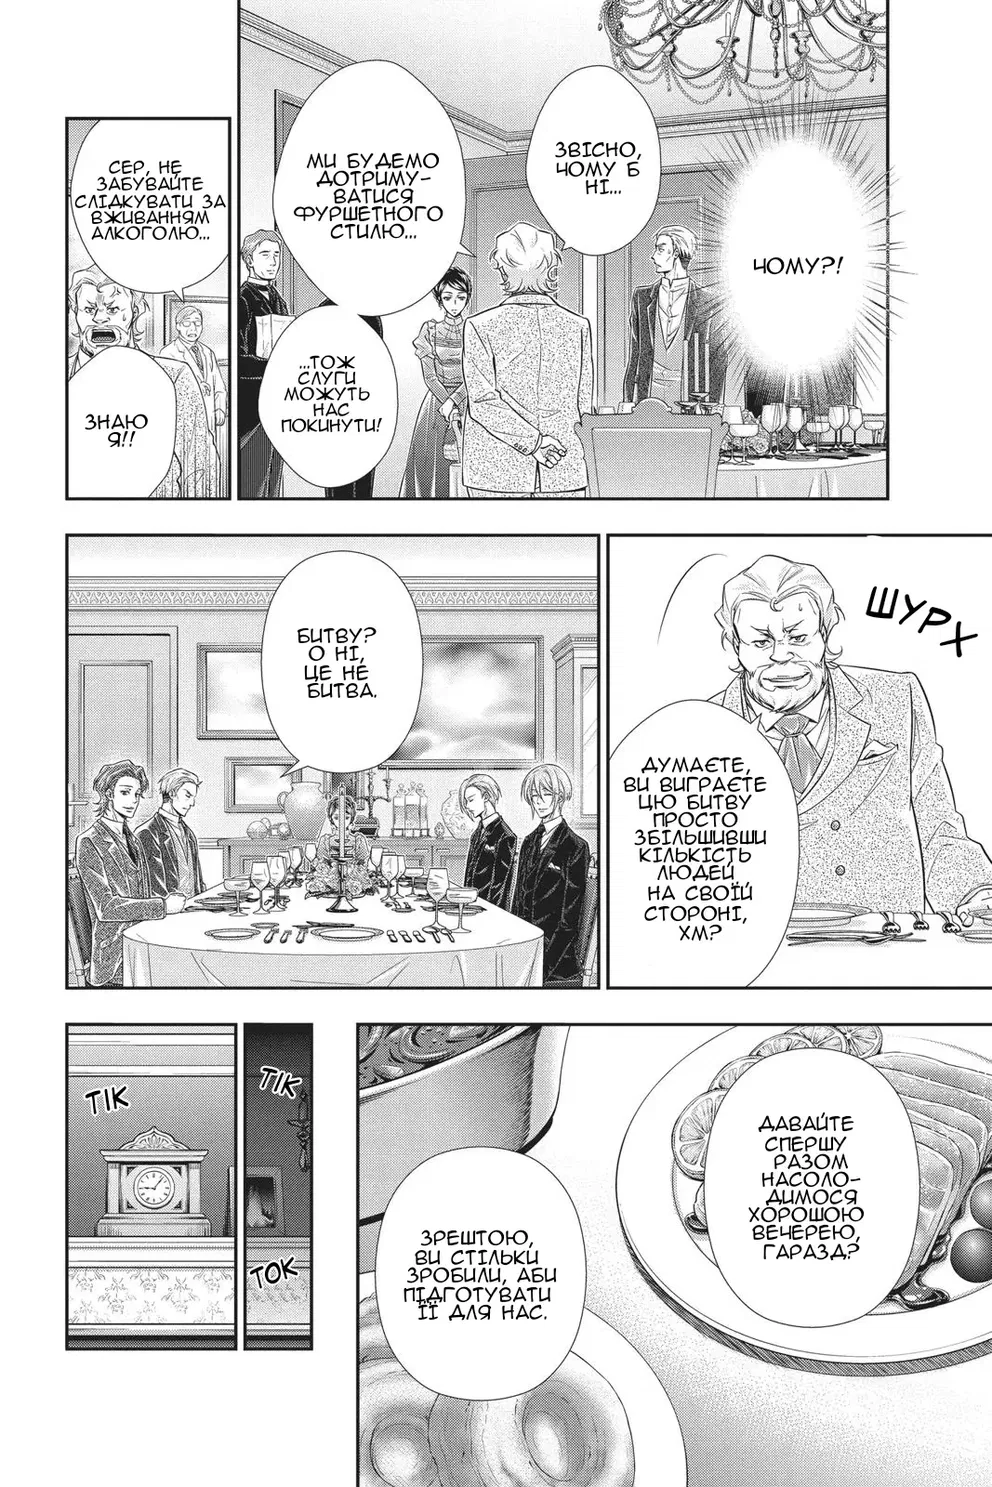 ЧОМУ?!
ЗВІСНО,
ЧОМУ Б
НІ...
МИ БУДЕМО
ДОТРИМУ-
ВАТИСЯ
ФУРШЕТНОГО
СТИЛЮ...
...ТОЖ
СЛУГИ
МОЖУТЬ
НАС
ПОКИНУТИ!
СЕР, НЕ
ЗАБУВАЙТЕ
СЛІДКУВАТИ ЗА
ВЖИВАННЯМ
АЛКОГОЛЮ...
ЗНАЮ
Я!!
ШУРХ
ДУМАЄТЕ,
ВИ ВИГРАЄТЕ
ЦЮ БИТВУ
ПРОСТО
ЗБІЛЬШИВШИ
КІЛЬКІСТЬ
ЛЮДЕЙ
НА СВОЇЙ
СТОРОНІ,
ХМ?
БИТВУ?
О НІ,
ЦЕ НЕ
БИТВА.
ДАВАЙТЕ
СПЕРШУ
РАЗОМ
НАСОЛО-
ДИМОСЯ
ХОРОШОЮ
ВЕЧЕРЕЮ,
ГАРАЗД?
ЗРЕШТОЮ,
ВИ СТІЛЬКИ
ЗРОБИЛИ, АБИ
ПІДГОТУВАТИ
ЇЇ ДЛЯ НАС.
ТІК
ТОК
ТІК